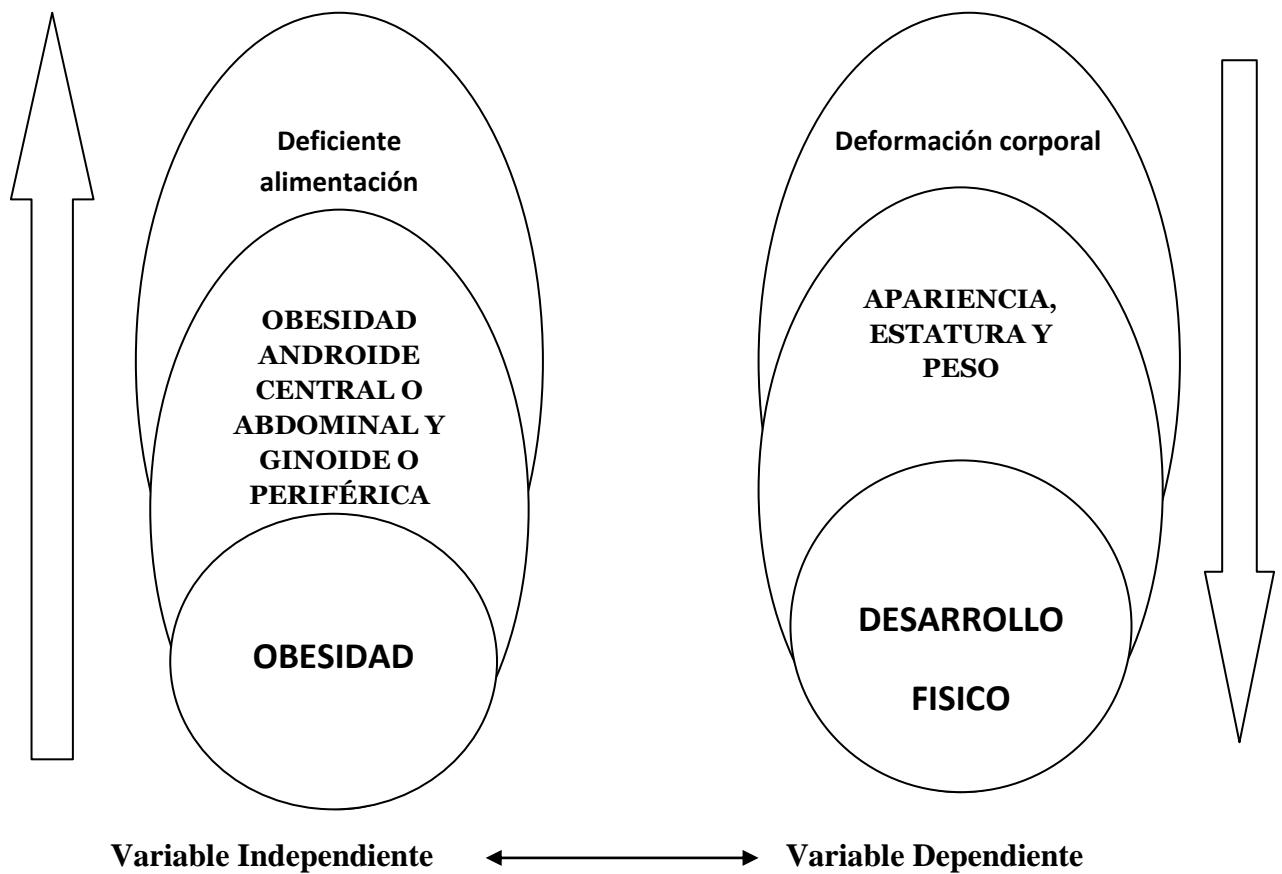 Deficiente
alimentación
OBESIDAD
ANDROIDE
CENTRAL O
ABDOMINAL Y
GINOIDE O
PERIFÉRICA
OBESIDAD
Deformación corporal
APARIENCIA,
ESTATURA Y
PESO
DESARROLLO
FISICO
Variable Independiente
Variable Dependiente